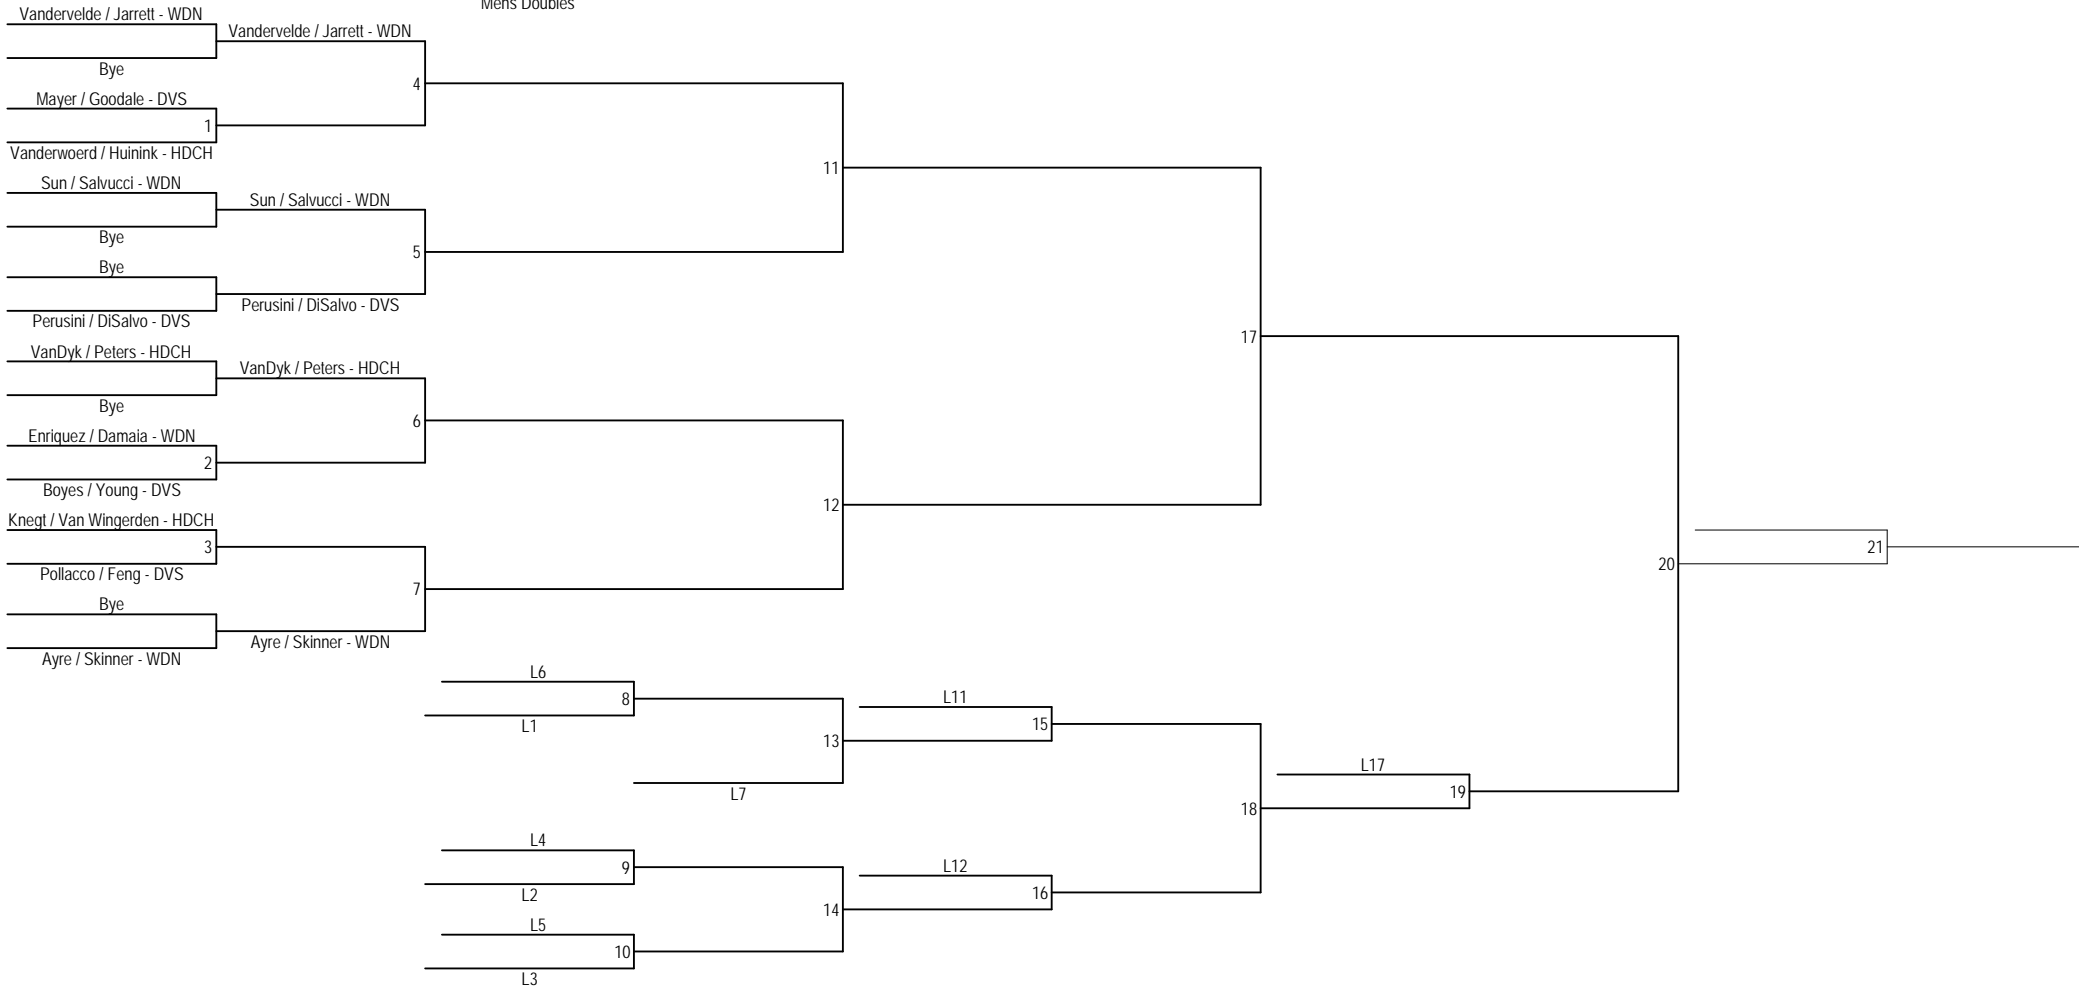 Mens Doubles
Vandervelde / Jarrett - WDN
Vandervelde / Jarrett - WDN
Bye
4
Mayer / Goodale - DVS
1
Vanderwoerd / Huinink - HDCH
11
Sun / Salvucci - WDN
Sun / Salvucci - WDN
Bye
5
Bye
Perusini / DiSalvo - DVS
Perusini / DiSalvo - DVS
17
VanDyk / Peters - HDCH
VanDyk / Peters - HDCH
Bye
6
Enriquez / Damaia - WDN
2
Boyes / Young - DVS
12
Knegt / Van Wingerden - HDCH
3
21
20
Pollacco / Feng - DVS
7
Bye
Ayre / Skinner - WDN
Ayre / Skinner - WDN
L6
8
L11
L1
15
13
L17
L7
19
18
L4
9
L12
L2
16
14
L5
10
L3